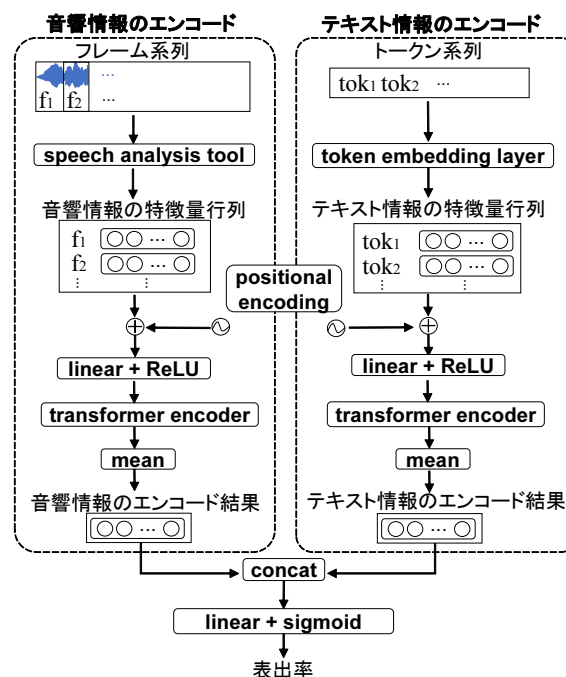 音響情報のエンコード
フレーム系列
...
f1 f2 ...
speech analysis tool
音響情報の特徴量行列
f1 ...
f2 ...
⋮ ⋮
linear + ReLU
transformer encoder
mean
音響情報のエンコード結果
...
テキスト情報のエンコード
トークン系列
tok1 tok2 ...
token embedding layer
テキスト情報の特徴量行列
tok1 ...
tok2 ...
⋮ ⋮
positional
encoding
linear + ReLU
transformer encoder
mean
テキスト情報のエンコード結果
...
concat
linear + sigmoid
表出率